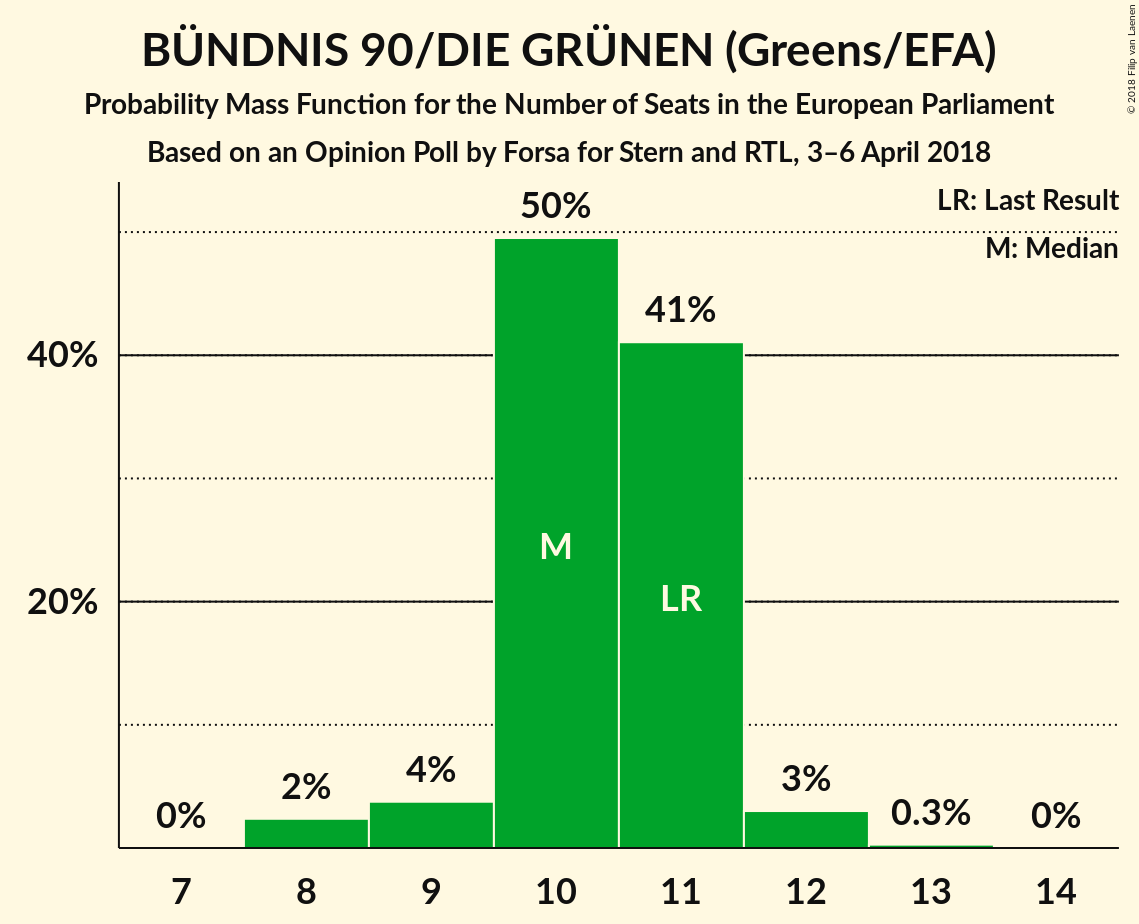 BÜNDNIS 90/DIE GRÜNEN (Greens/EFA)
Probability Mass Function for the Number of Seats in the European Parliament
Based on an Opinion Poll by Forsa for Stern and RTL, 3–6 April 2018
© 2018 Filip van Laenen
LR: Last Result
M: Median
50%
41%
40%
M
LR
20%
0%
2%
4%
3%
0.3%
0%
7 8 9 10 11 12 13 14